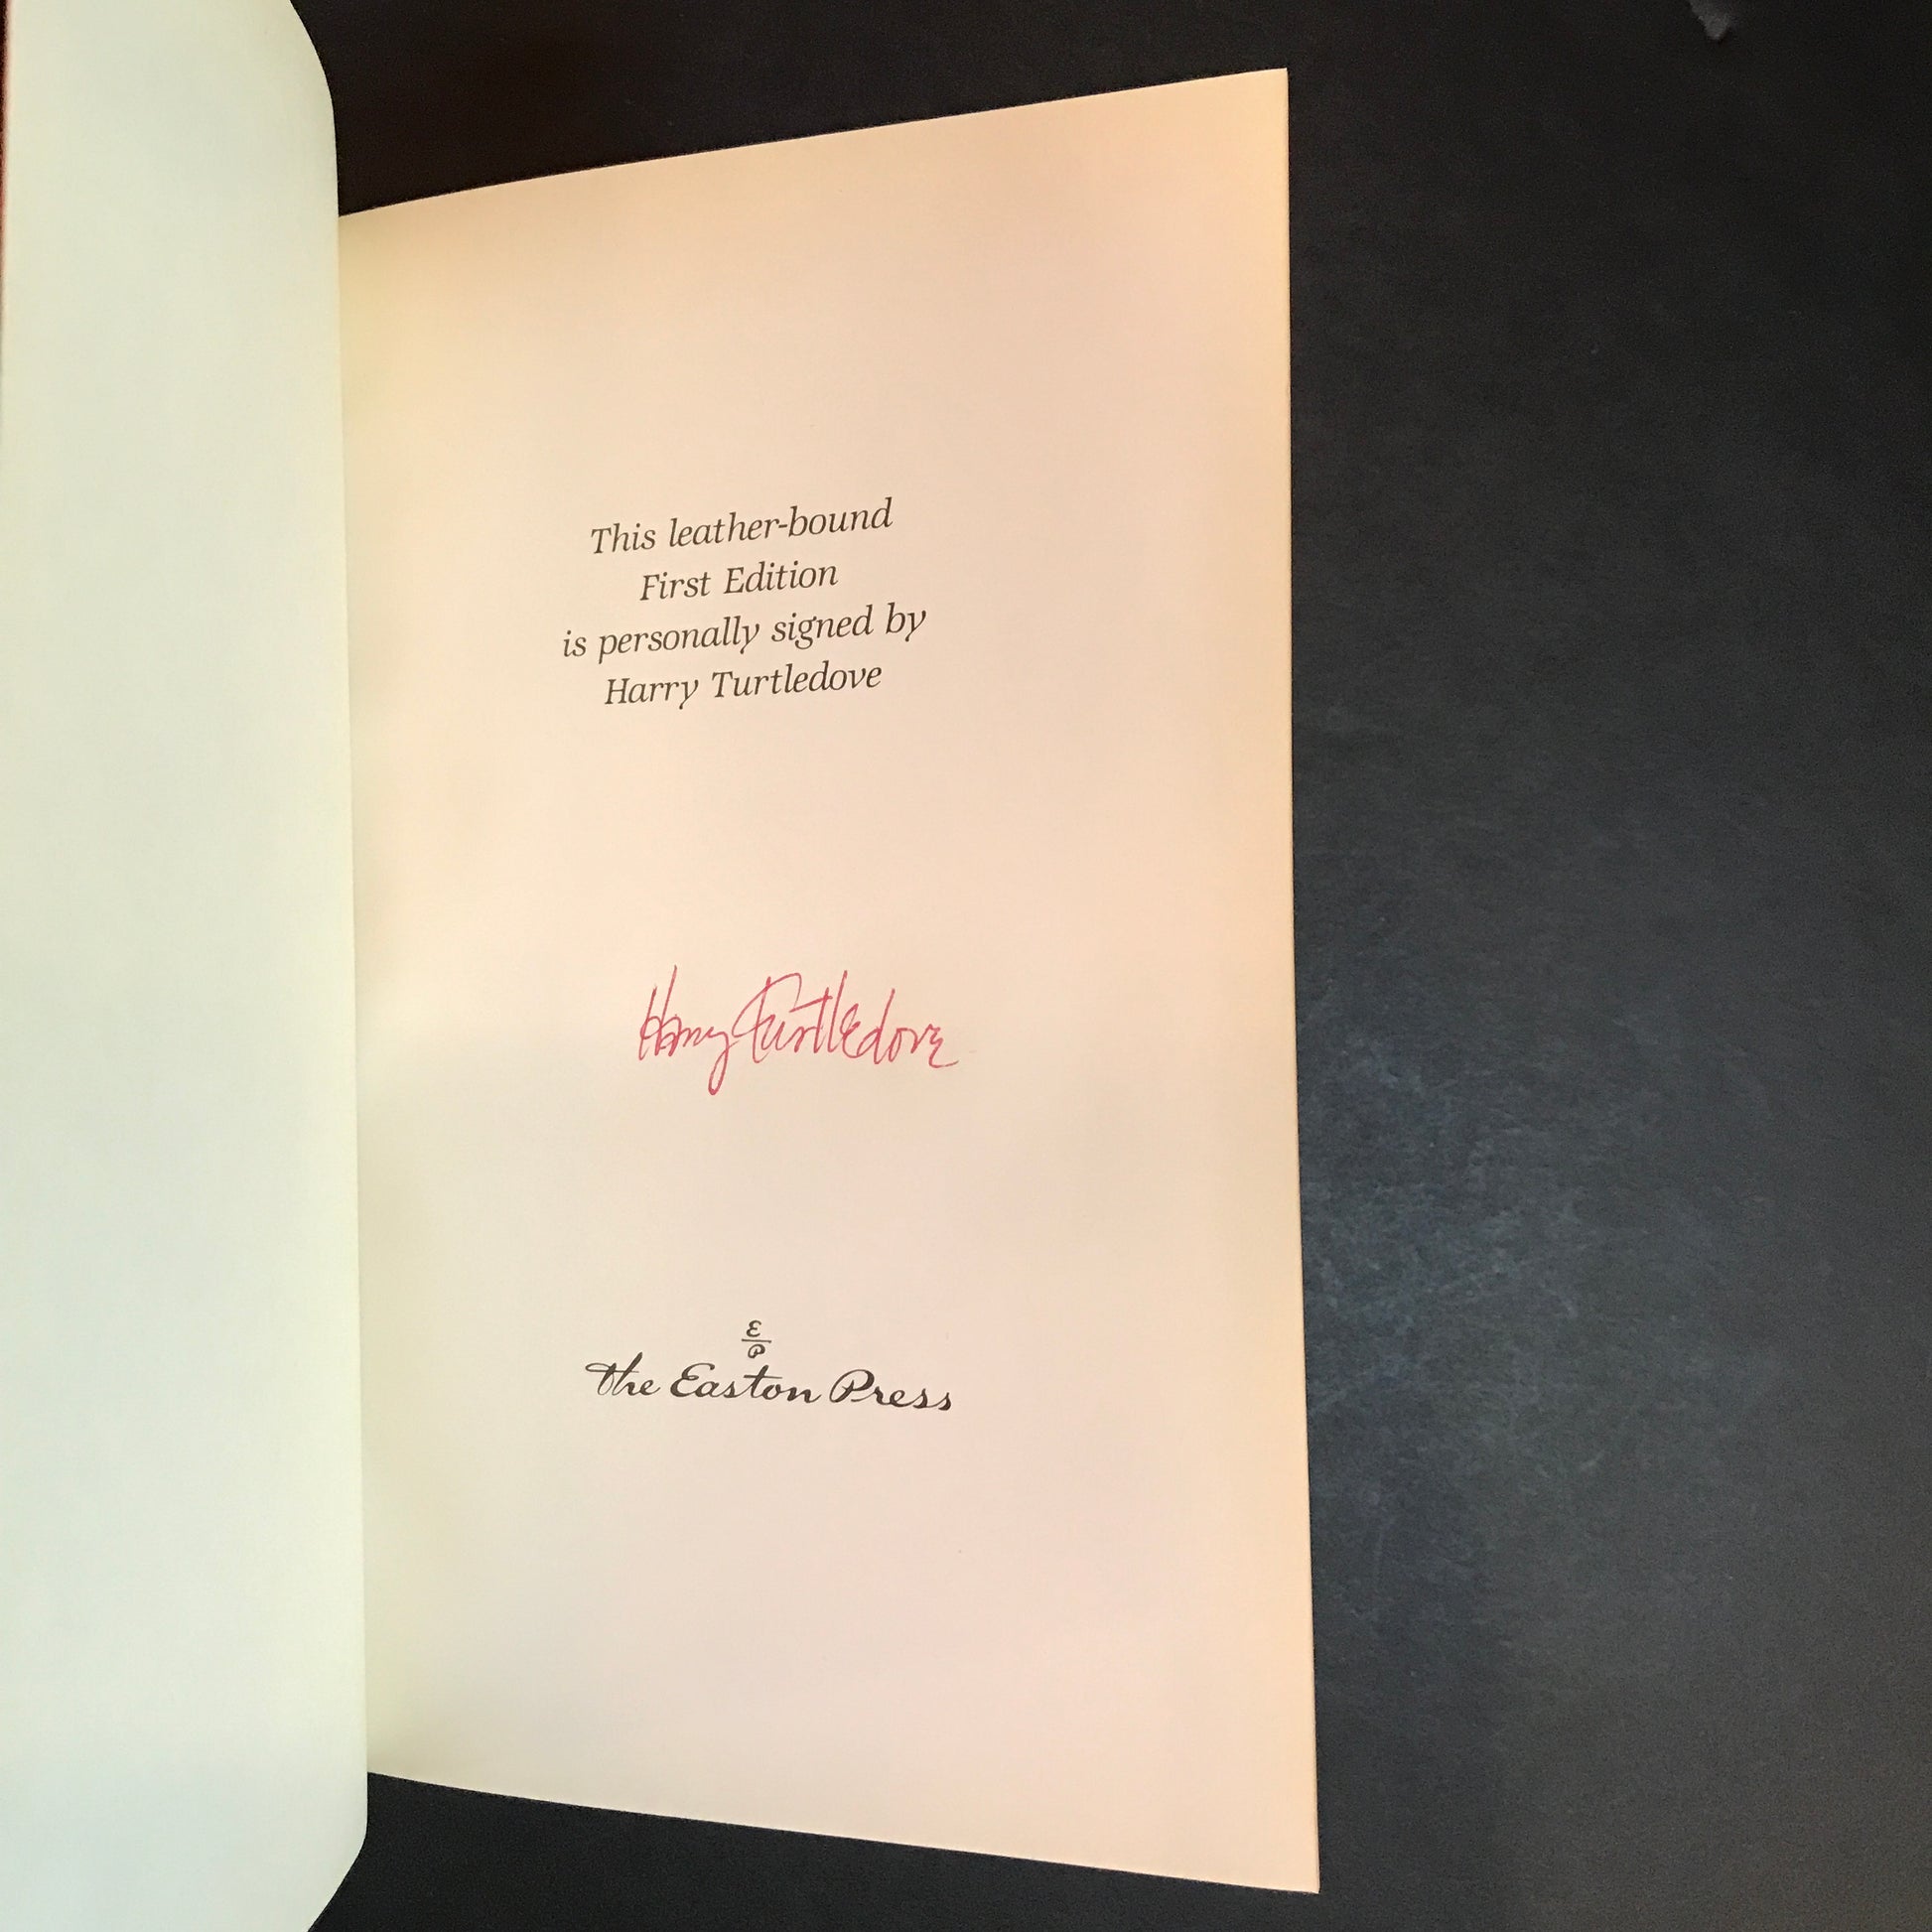 This leather-bound
First Edition
is personally signed by
Harry Turtledove
Harry Turtledove
E
P
The Easton Press